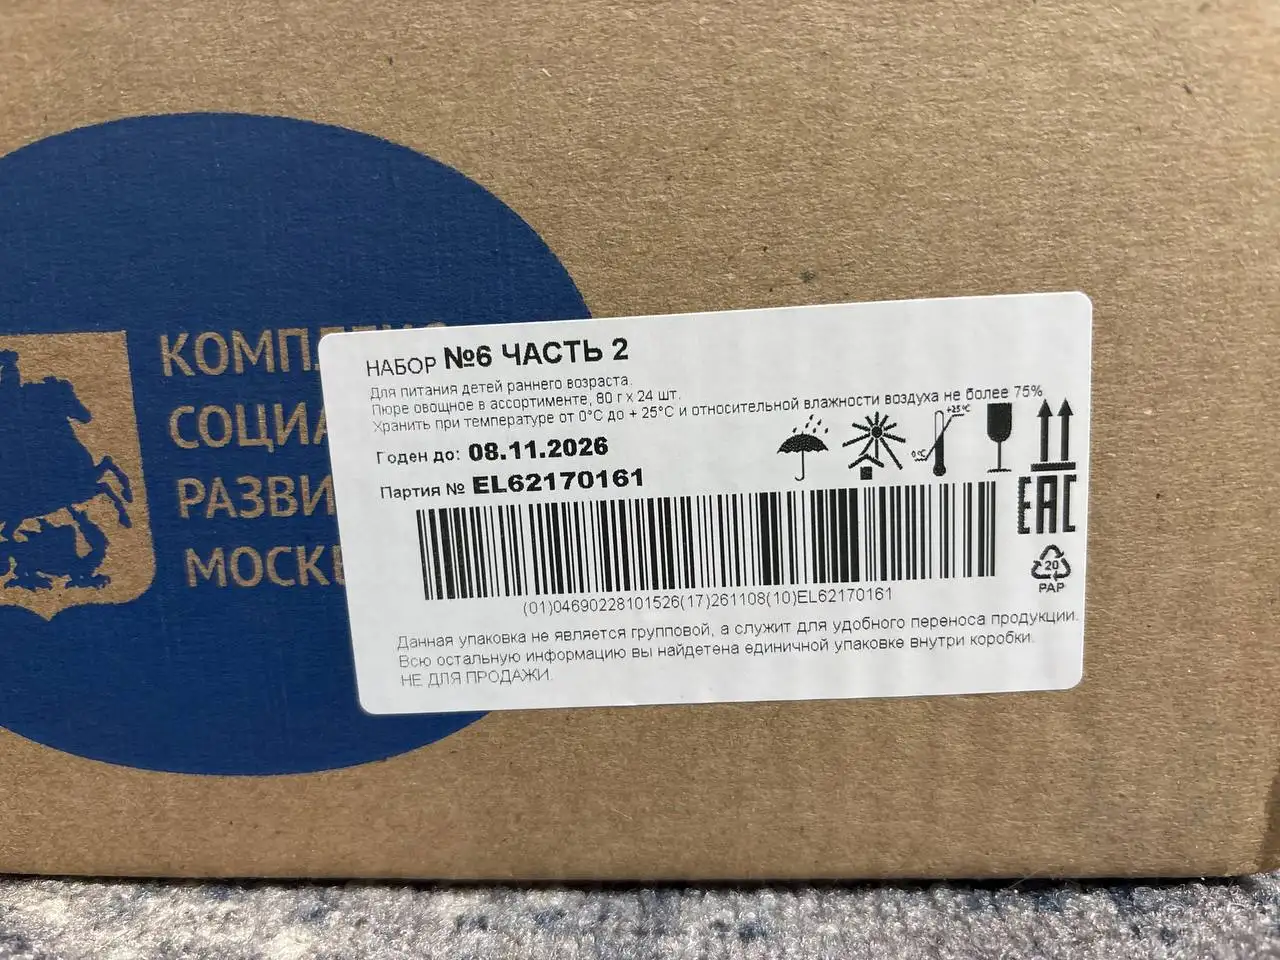 КОМПЛЕКС
СОЦИА
РАЗВИ
МОСК
НАБОР №6 ЧАСТЬ 2
Для питания детей раннего возраста.
Пюре овощное в ассортименте, 80 г х 24 шт.
Хранить при температуре от 0°С до + 25°С и относительной влажности воздуха не более 75%
Годен до: 08.11.2026
Партия № EL62170161
+25°C
0°C
EAC
20
PAP
(01)04690228101526(17)261108(10)EL62170161
Данная упаковка не является групповой, а служит для удобного переноса продукции.
Всю остальную информацию вы найдетена единичной упаковке внутри коробки.
НЕ ДЛЯ ПРОДАЖИ.